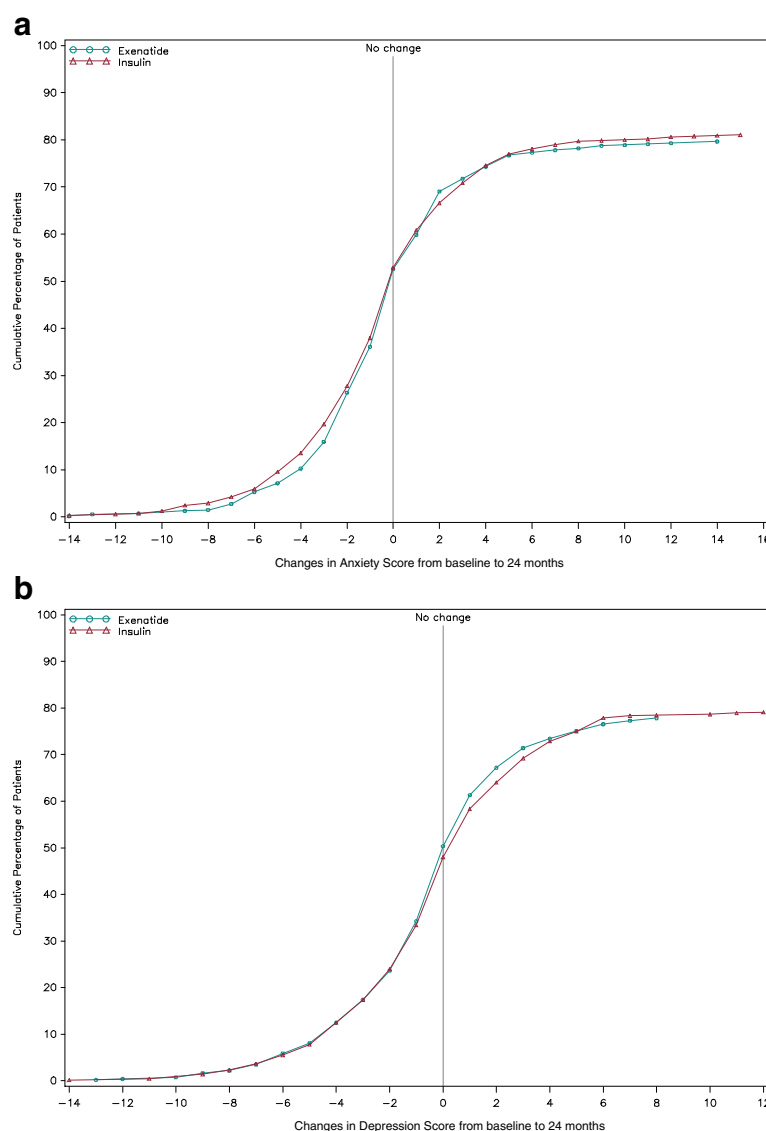 a
Exenatide
Insulin
No change
100
90
80
70
60
50
40
30
20
10
0
Cumulative Percentage of Patients
−14 −12 −10 −8 −6 −4 −2 0 2 4 6 8 10 12 14 16
Changes in Anxiety Score from baseline to 24 months
b
Exenatide
Insulin
No change
100
90
80
70
60
50
40
30
20
10
0
Cumulative Percentage of Patients
−14 −12 −10 −8 −6 −4 −2 0 2 4 6 8 10 12
Changes in Depression Score from baseline to 24 months